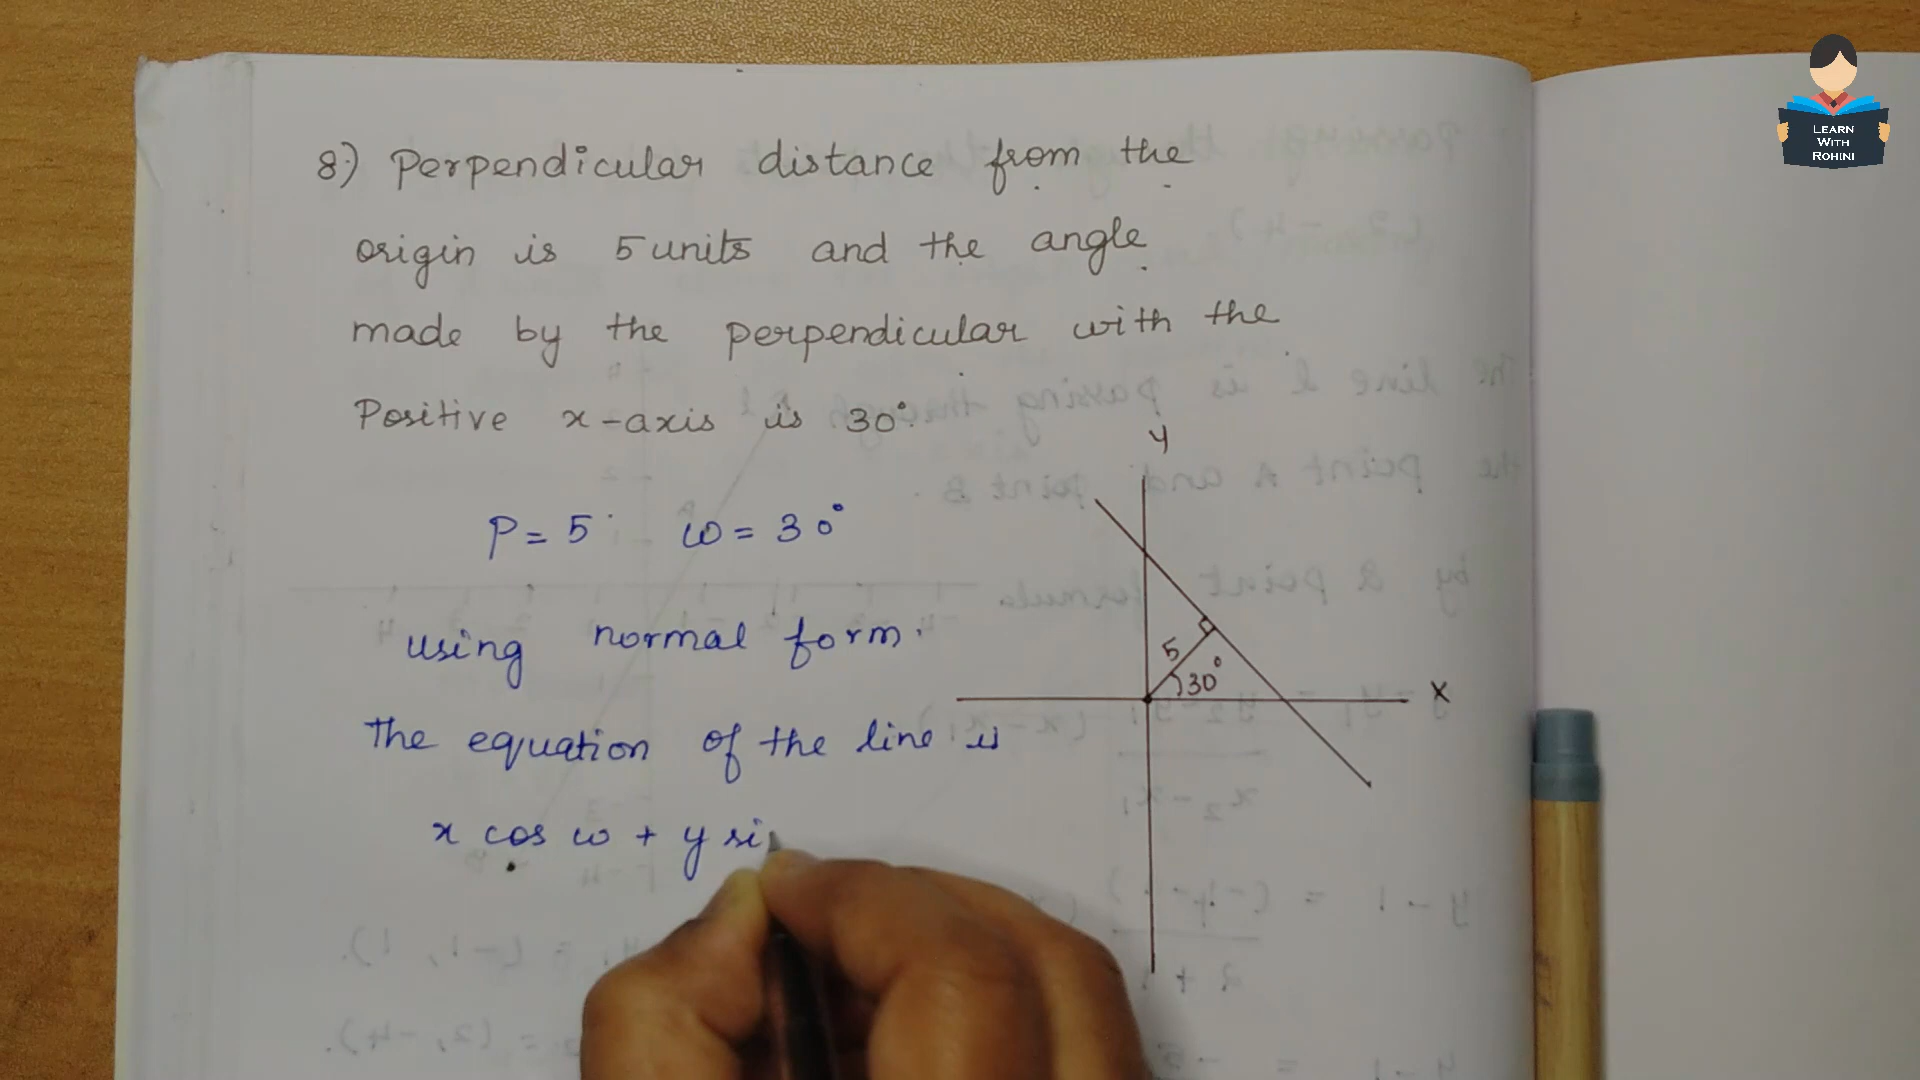 8) Perpendicular distance from the
origin is 5 units and the angle
made by the perpendicular with the
Positive x-axis is 30°.
P = 5 ω = 30°
using normal form.
The equation of the line is
x cos ω + y si
Y
5
30°
X
LEARN
WITH
ROHINI